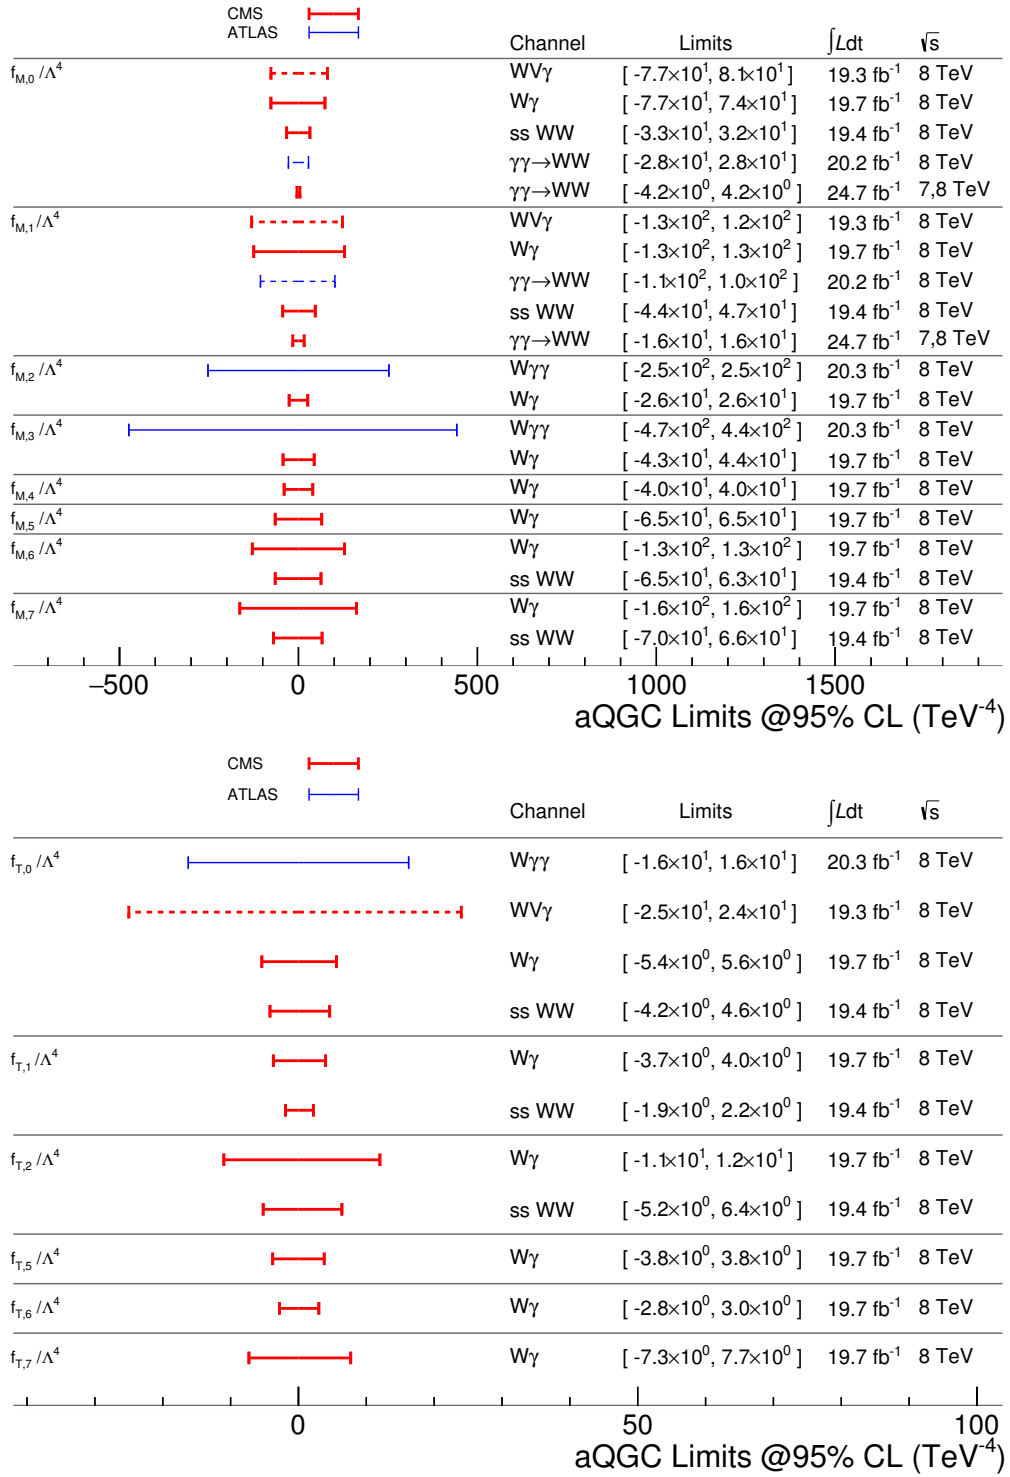 CMS
ATLAS
Channel Limits ∫Ldt √s
f_M,0 /Λ^4 WVγ [ -7.7×10^1, 8.1×10^1 ] 19.3 fb^-1 8 TeV
Wγ [ -7.7×10^1, 7.4×10^1 ] 19.7 fb^-1 8 TeV
ss WW [ -3.3×10^1, 3.2×10^1 ] 19.4 fb^-1 8 TeV
γγ→WW [ -2.8×10^1, 2.8×10^1 ] 20.2 fb^-1 8 TeV
γγ→WW [ -4.2×10^0, 4.2×10^0 ] 24.7 fb^-1 7,8 TeV
f_M,1 /Λ^4 WVγ [ -1.3×10^2, 1.2×10^2 ] 19.3 fb^-1 8 TeV
Wγ [ -1.3×10^2, 1.3×10^2 ] 19.7 fb^-1 8 TeV
γγ→WW [ -1.1×10^2, 1.0×10^2 ] 20.2 fb^-1 8 TeV
ss WW [ -4.4×10^1, 4.7×10^1 ] 19.4 fb^-1 8 TeV
γγ→WW [ -1.6×10^1, 1.6×10^1 ] 24.7 fb^-1 7,8 TeV
f_M,2 /Λ^4 Wγγ [ -2.5×10^2, 2.5×10^2 ] 20.3 fb^-1 8 TeV
Wγ [ -2.6×10^1, 2.6×10^1 ] 19.7 fb^-1 8 TeV
f_M,3 /Λ^4 Wγγ [ -4.7×10^2, 4.4×10^2 ] 20.3 fb^-1 8 TeV
Wγ [ -4.3×10^1, 4.4×10^1 ] 19.7 fb^-1 8 TeV
f_M,4 /Λ^4 Wγ [ -4.0×10^1, 4.0×10^1 ] 19.7 fb^-1 8 TeV
f_M,5 /Λ^4 Wγ [ -6.5×10^1, 6.5×10^1 ] 19.7 fb^-1 8 TeV
f_M,6 /Λ^4 Wγ [ -1.3×10^2, 1.3×10^2 ] 19.7 fb^-1 8 TeV
ss WW [ -6.5×10^1, 6.3×10^1 ] 19.4 fb^-1 8 TeV
f_M,7 /Λ^4 Wγ [ -1.6×10^2, 1.6×10^2 ] 19.7 fb^-1 8 TeV
ss WW [ -7.0×10^1, 6.6×10^1 ] 19.4 fb^-1 8 TeV
−500 0 500 1000 1500
aQGC Limits @95% CL (TeV^-4)
CMS
ATLAS
Channel Limits ∫Ldt √s
f_T,0 /Λ^4 Wγγ [ -1.6×10^1, 1.6×10^1 ] 20.3 fb^-1 8 TeV
WVγ [ -2.5×10^1, 2.4×10^1 ] 19.3 fb^-1 8 TeV
Wγ [ -5.4×10^0, 5.6×10^0 ] 19.7 fb^-1 8 TeV
ss WW [ -4.2×10^0, 4.6×10^0 ] 19.4 fb^-1 8 TeV
f_T,1 /Λ^4 Wγ [ -3.7×10^0, 4.0×10^0 ] 19.7 fb^-1 8 TeV
ss WW [ -1.9×10^0, 2.2×10^0 ] 19.4 fb^-1 8 TeV
f_T,2 /Λ^4 Wγ [ -1.1×10^1, 1.2×10^1 ] 19.7 fb^-1 8 TeV
ss WW [ -5.2×10^0, 6.4×10^0 ] 19.4 fb^-1 8 TeV
f_T,5 /Λ^4 Wγ [ -3.8×10^0, 3.8×10^0 ] 19.7 fb^-1 8 TeV
f_T,6 /Λ^4 Wγ [ -2.8×10^0, 3.0×10^0 ] 19.7 fb^-1 8 TeV
f_T,7 /Λ^4 Wγ [ -7.3×10^0, 7.7×10^0 ] 19.7 fb^-1 8 TeV
0 50 100
aQGC Limits @95% CL (TeV^-4)